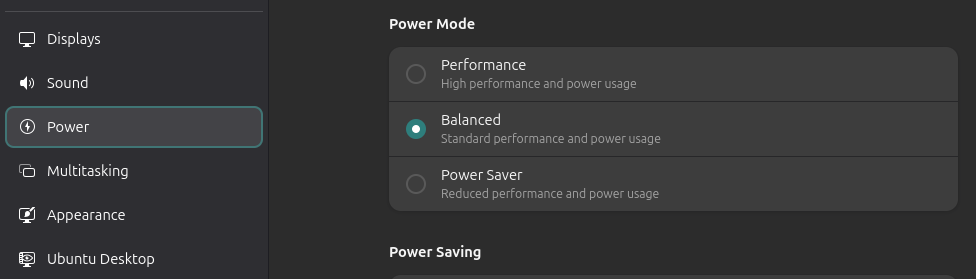 Displays
Sound
Power
Multitasking
Appearance
Ubuntu Desktop
Power Mode
Performance
High performance and power usage
Balanced
Standard performance and power usage
Power Saver
Reduced performance and power usage
Power Saving